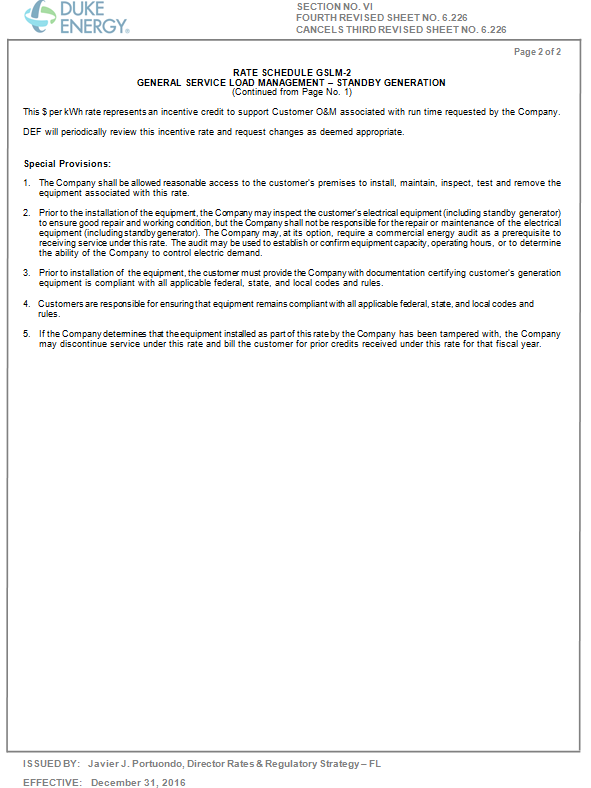 DUKE
ENERGY®
SECTION NO. VI
FOURTH REVISED SHEET NO. 6.226
CANCELS THIRD REVISED SHEET NO. 6.226
Page 2 of 2
RATE SCHEDULE GSLM-2
GENERAL SERVICE LOAD MANAGEMENT – STANDBY GENERATION
(Continued from Page No. 1)
This $ per kWh rate represents an incentive credit to support Customer O&M associated with run time requested by the Company.
DEF will periodically review this incentive rate and request changes as deemed appropriate.
Special Provisions:
1. The Company shall be allowed reasonable access to the customer's premises to install, maintain, inspect, test and remove the
equipment associated with this rate.
2. Prior to the installation of the equipment, the Company may inspect the customer's electrical equipment (including standby generator)
to ensure good repair and working condition, but the Company shall not be responsible for the repair or maintenance of the electrical
equipment (including standby generator). The Company may, at its option, require a commercial energy audit as a prerequisite to
receiving service under this rate. The audit may be used to establish or confirm equipment capacity, operating hours, or to determine
the ability of the Company to control electric demand.
3. Prior to installation of the equipment, the customer must provide the Company with documentation certifying customer's generation
equipment is compliant with all applicable federal, state, and local codes and rules.
4. Customers are responsible for ensuring that equipment remains compliant with all applicable federal, state, and local codes and
rules.
5. If the Company determines that the equipment installed as part of this rate by the Company has been tampered with, the Company
may discontinue service under this rate and bill the customer for prior credits received under this rate for that fiscal year.
ISSUED BY: Javier J. Portuondo, Director Rates & Regulatory Strategy – FL
EFFECTIVE: December 31, 2016